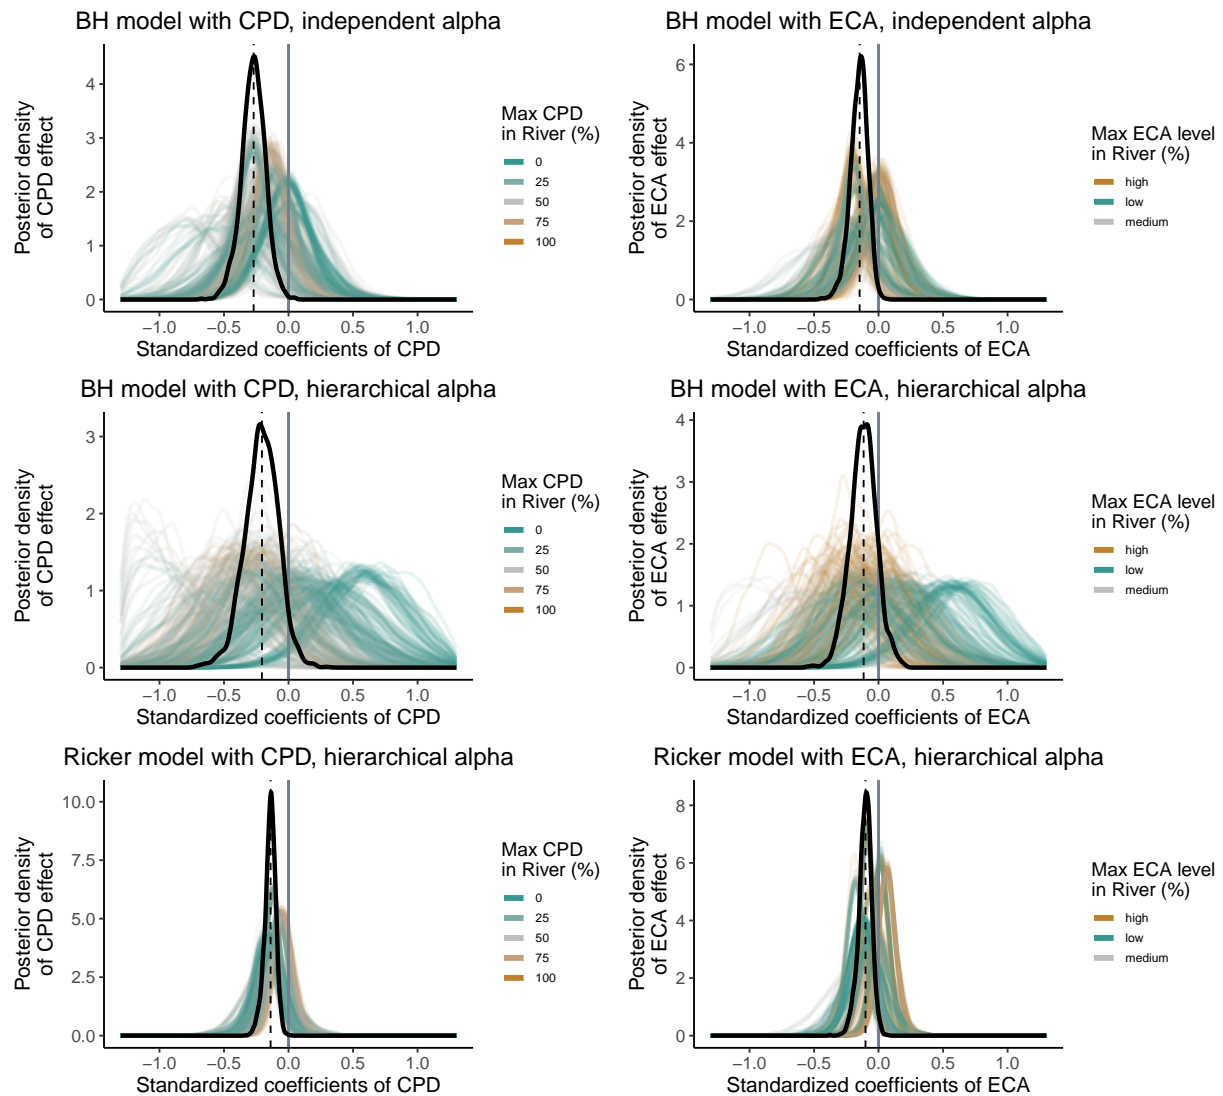 BH model with CPD, independent alpha
Posterior density
of CPD effect
4
3
2
1
0
−1.0 −0.5 0.0 0.5 1.0
Standardized coefficients of CPD
Max CPD
in River (%)
0
25
50
75
100
BH model with ECA, independent alpha
Posterior density
of ECA effect
6
4
2
0
−1.0 −0.5 0.0 0.5 1.0
Standardized coefficients of ECA
Max ECA level
in River (%)
high
low
medium
BH model with CPD, hierarchical alpha
Posterior density
of CPD effect
3
2
1
0
−1.0 −0.5 0.0 0.5 1.0
Standardized coefficients of CPD
Max CPD
in River (%)
0
25
50
75
100
BH model with ECA, hierarchical alpha
Posterior density
of ECA effect
4
3
2
1
0
−1.0 −0.5 0.0 0.5 1.0
Standardized coefficients of ECA
Max ECA level
in River (%)
high
low
medium
Ricker model with CPD, hierarchical alpha
Posterior density
of CPD effect
10.0
7.5
5.0
2.5
0.0
−1.0 −0.5 0.0 0.5 1.0
Standardized coefficients of CPD
Max CPD
in River (%)
0
25
50
75
100
Ricker model with ECA, hierarchical alpha
Posterior density
of ECA effect
8
6
4
2
0
−1.0 −0.5 0.0 0.5 1.0
Standardized coefficients of ECA
Max ECA level
in River (%)
high
low
medium